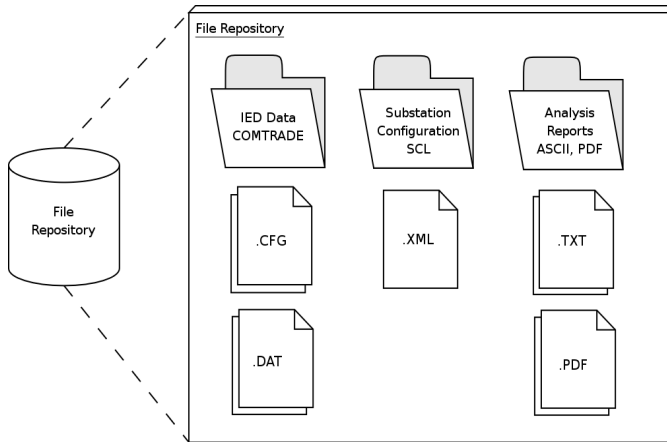 File Repository
File
Repository
IED Data
COMTRADE
Substation
Configuration
SCL
Analysis
Reports
ASCII, PDF
.CFG
.XML
.TXT
.DAT
.PDF